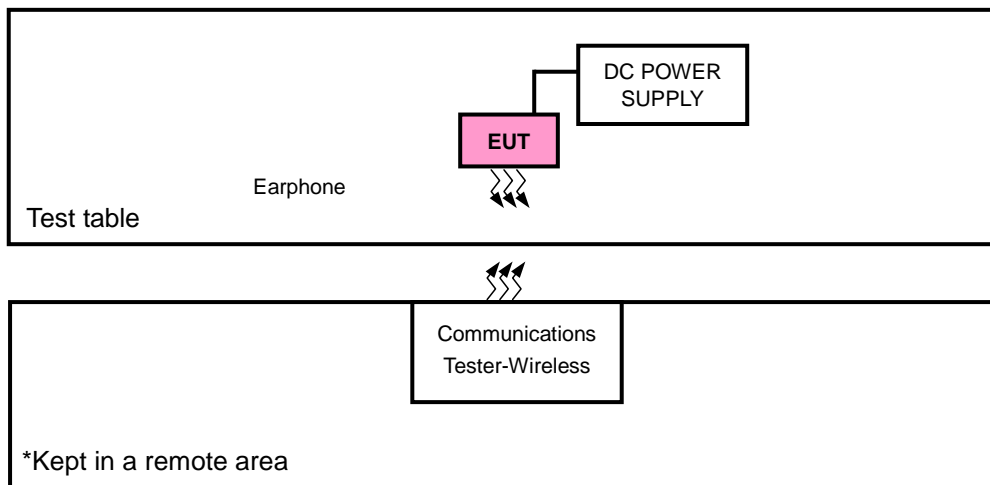 DC POWER
SUPPLY
EUT
Earphone
Test table
Communications
Tester-Wireless
*Kept in a remote area